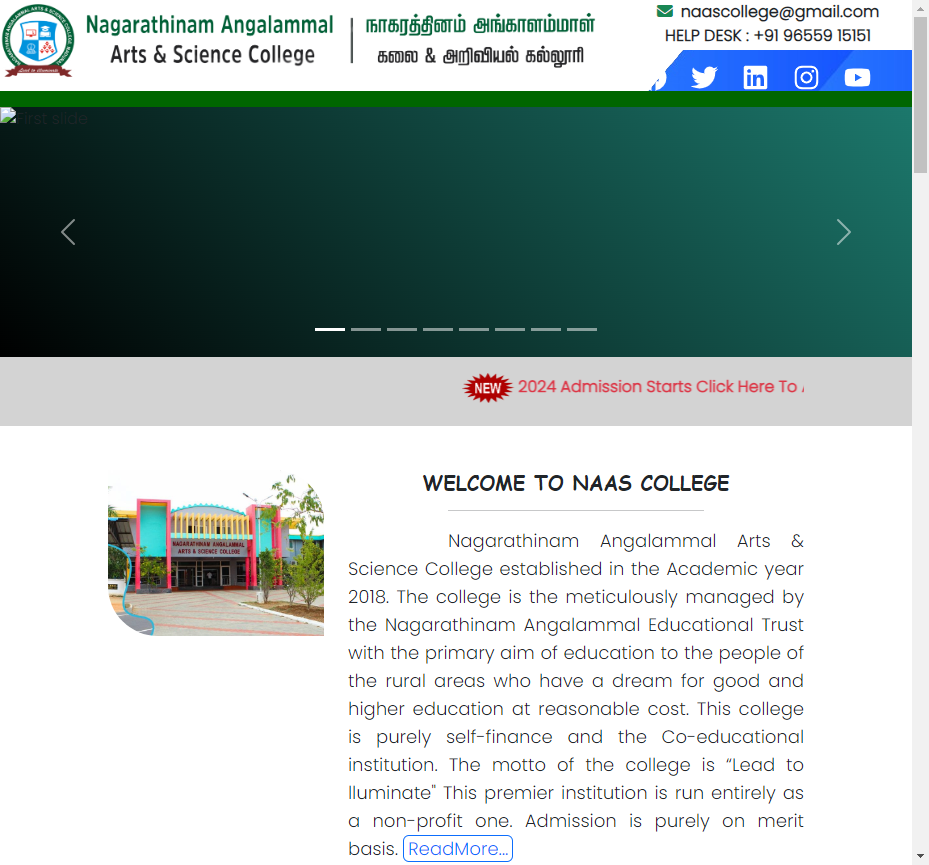 Nagarathinam Angalammal
Arts & Science College
நாகரத்தினம் அங்காளம்மாள்
கலை & அறிவியல் கல்லூரி
naascollege@gmail.com
HELP DESK : +91 96559 15151
First slide
NEW 2024 Admission Starts Click Here To
NAGARATHINAM ANGALAMMAL
ARTS & SCIENCE COLLEGE
WELCOME TO NAAS COLLEGE
Nagarathinam Angalammal Arts &
Science College established in the Academic year
2018. The college is the meticulously managed by
the Nagarathinam Angalammal Educational Trust
with the primary aim of education to the people of
the rural areas who have a dream for good and
higher education at reasonable cost. This college
is purely self-finance and the Co-educational
institution. The motto of the college is “Lead to
lluminate" This premier institution is run entirely as
a non-profit one. Admission is purely on merit
basis. ReadMore...